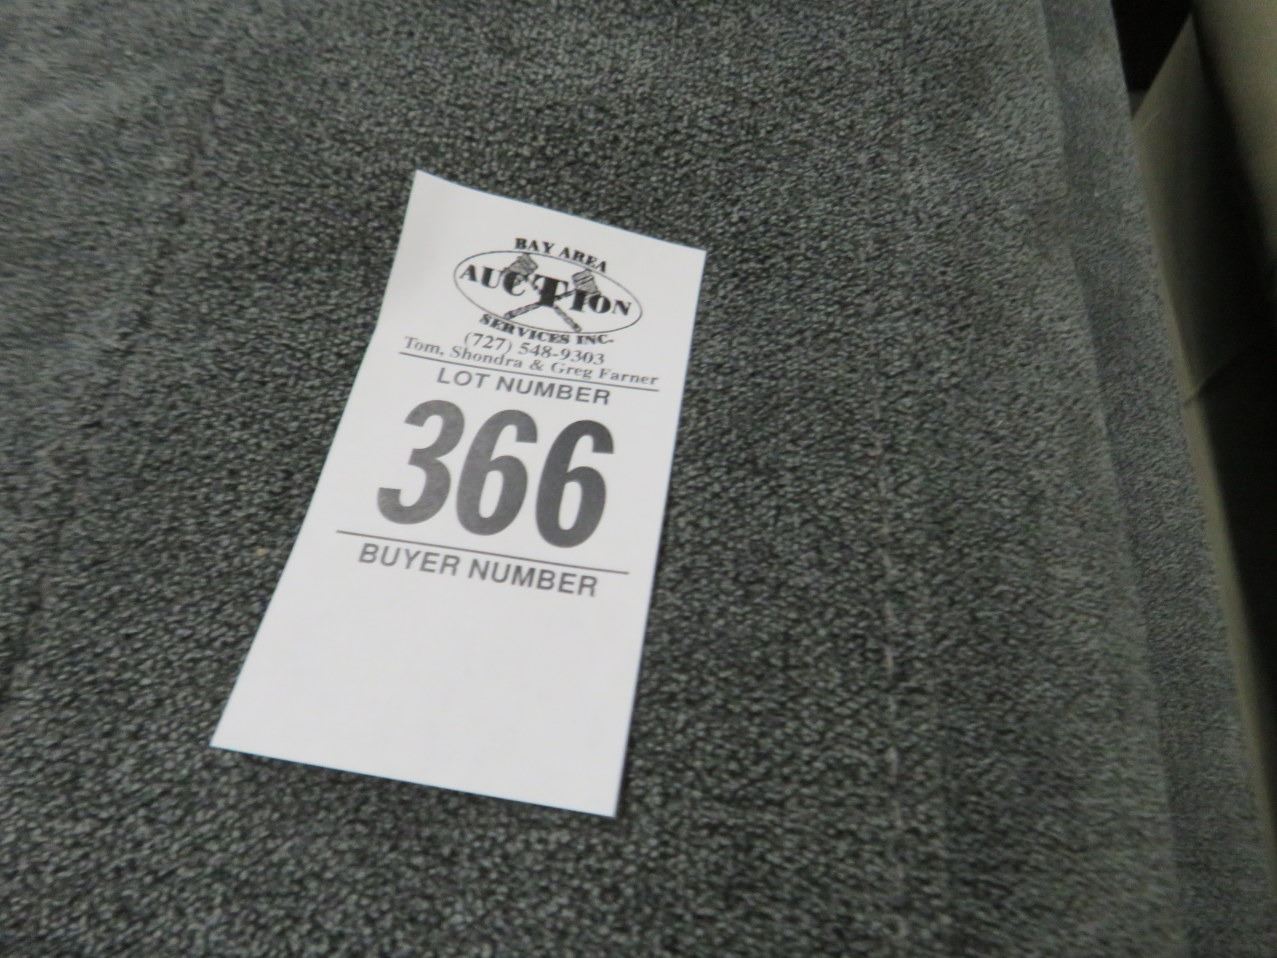 BAY AREA
AUCTION
SERVICES INC.
(727) 548-9303
Tom, Shondra & Greg Farner
LOT NUMBER
366
BUYER NUMBER